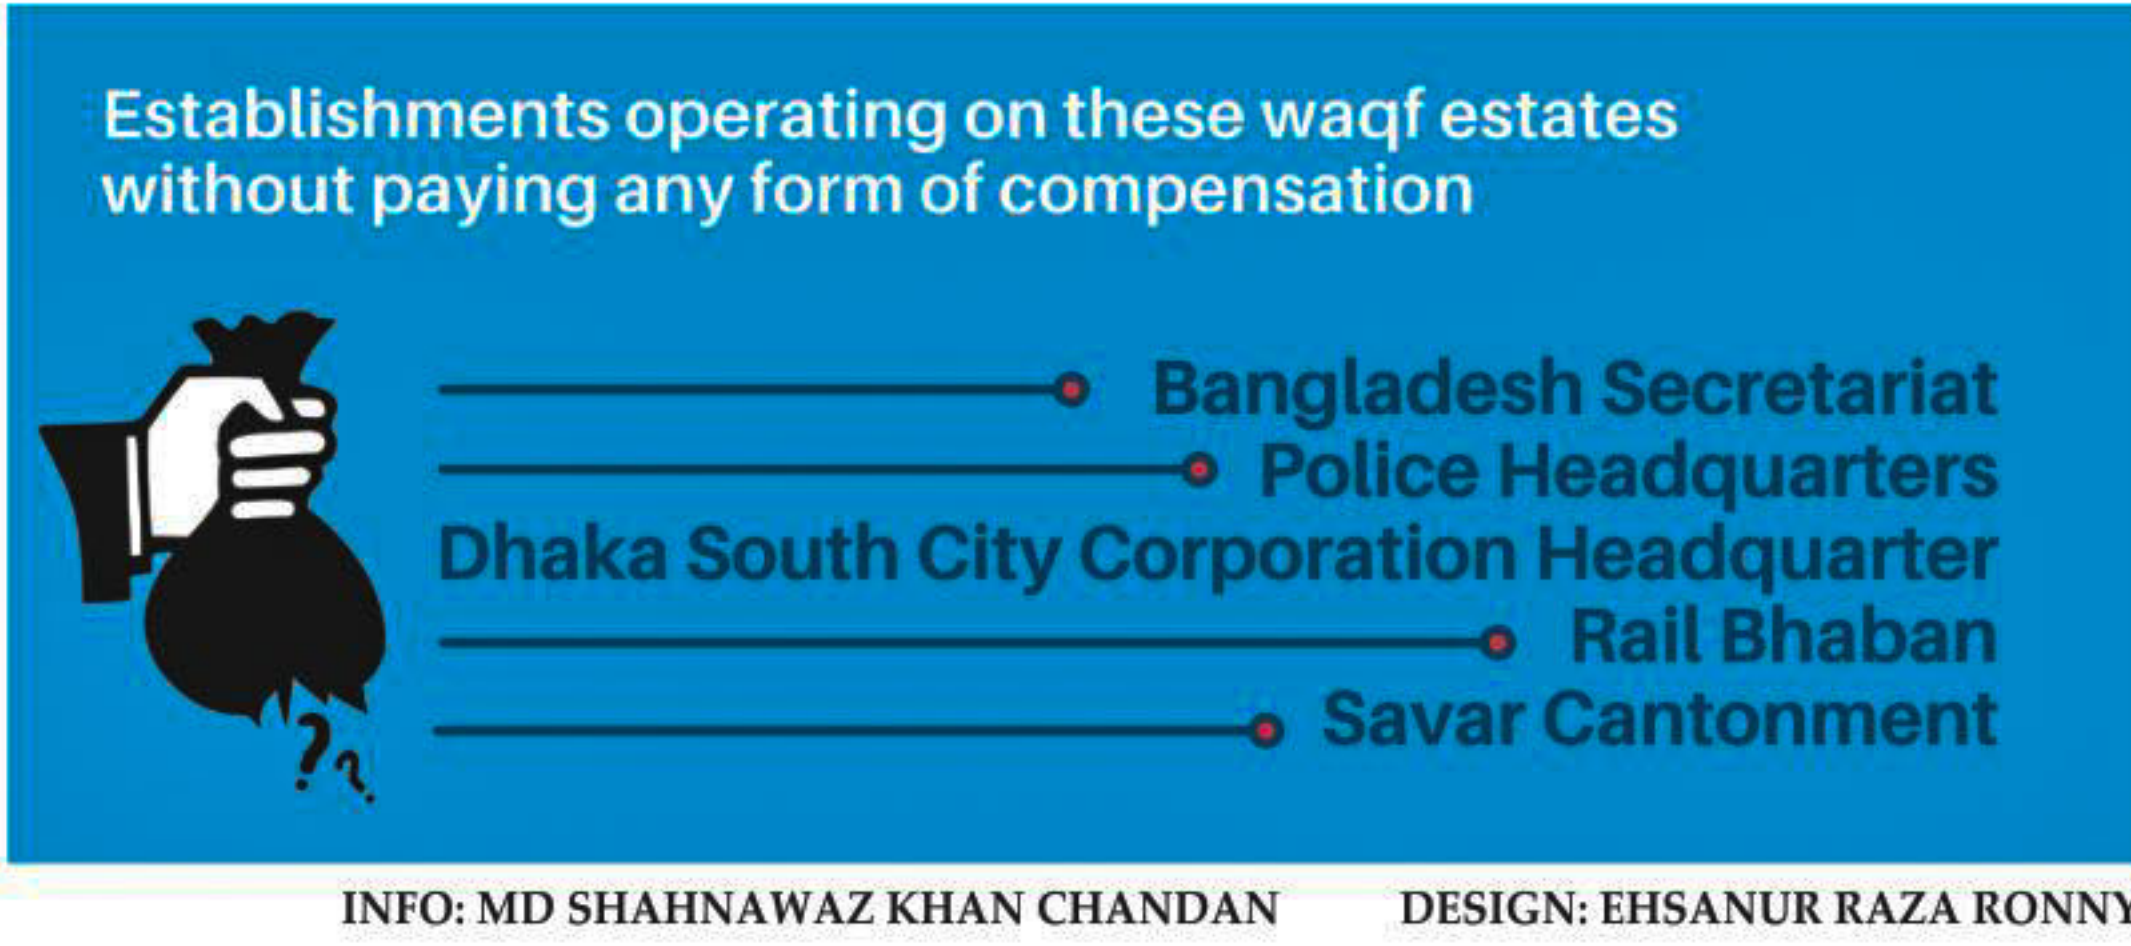 Establishments operating on these waqf estates
without paying any form of compensation
Bangladesh Secretariat
Police Headquarters
Dhaka South City Corporation Headquarter
Rail Bhaban
Savar Cantonment
??
INFO: MD SHAHNAWAZ KHAN CHANDAN DESIGN: EHSANUR RAZA RONNY